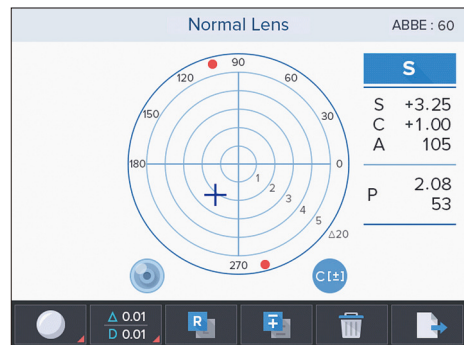 Normal Lens
ABBE : 60
90
120
60
150
30
180
0
1
2
3
4
5
Δ20
270
S
S +3.25
C +1.00
A 105
P 2.08
53
C[±]
Δ 0.01
D 0.01
R
∓